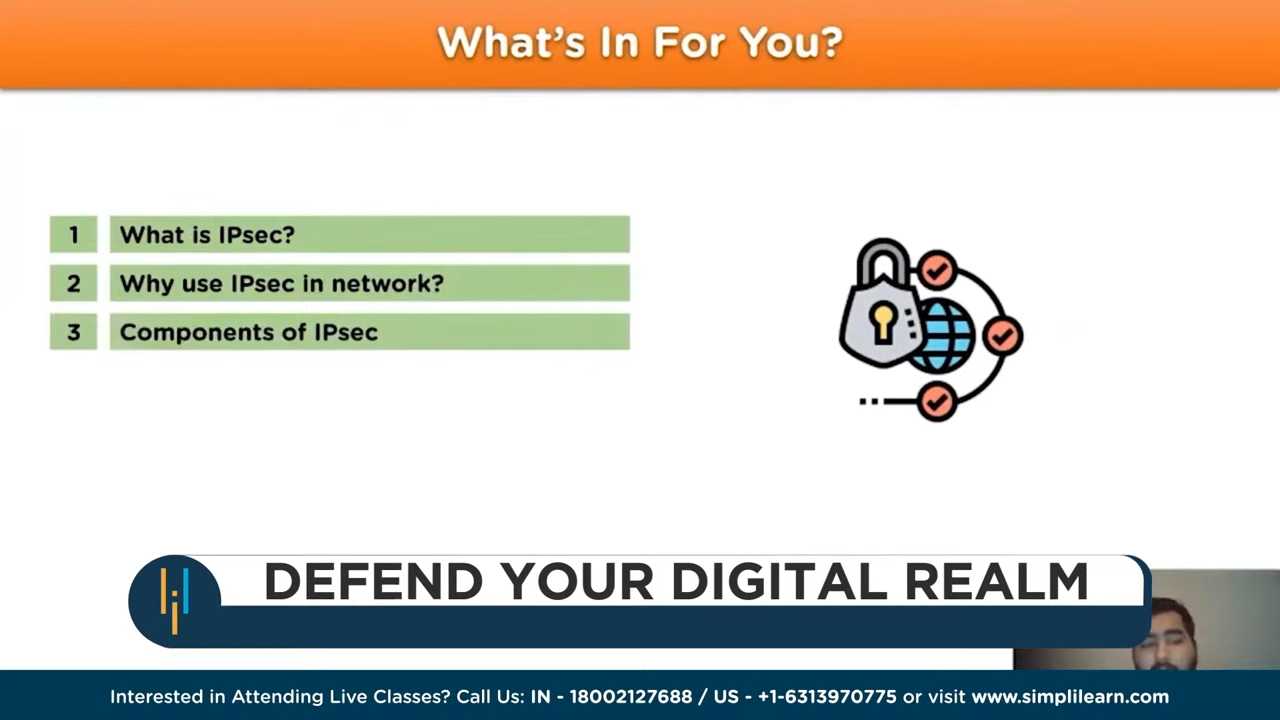 What's In For You?
1 What is IPsec?
2 Why use IPsec in network?
3 Components of IPsec
DEFEND YOUR DIGITAL REALM
Interested in Attending Live Classes? Call Us: IN - 18002127688 / US - +1-6313970775 or visit www.simplilearn.com